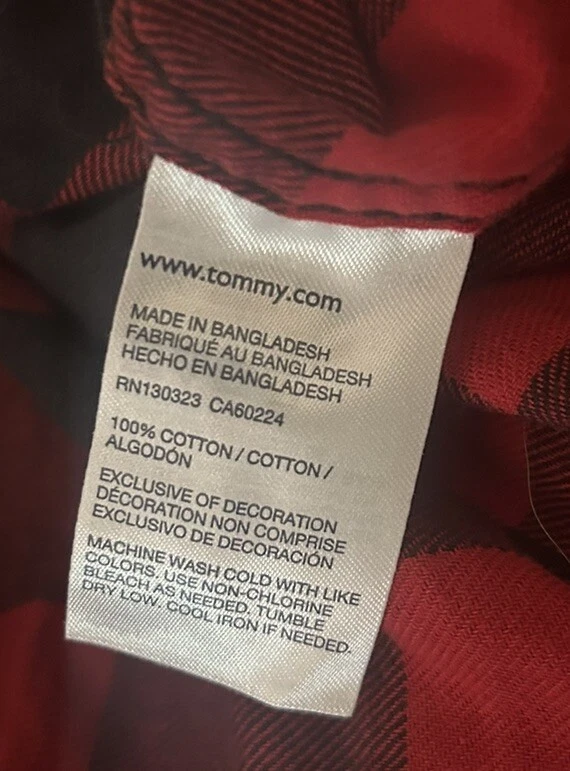 www.tommy.com
MADE IN BANGLADESH
FABRIQUÉ AU BANGLADESH
HECHO EN BANGLADESH
RN130323 CA60224
100% COTTON / COTTON /
ALGODÓN
EXCLUSIVE OF DECORATION
DÉCORATION NON COMPRISE
EXCLUSIVO DE DECORACIÓN
MACHINE WASH COLD WITH LIKE
COLORS. USE NON-CHLORINE
BLEACH AS NEEDED. TUMBLE
DRY LOW. COOL IRON IF NEEDED.